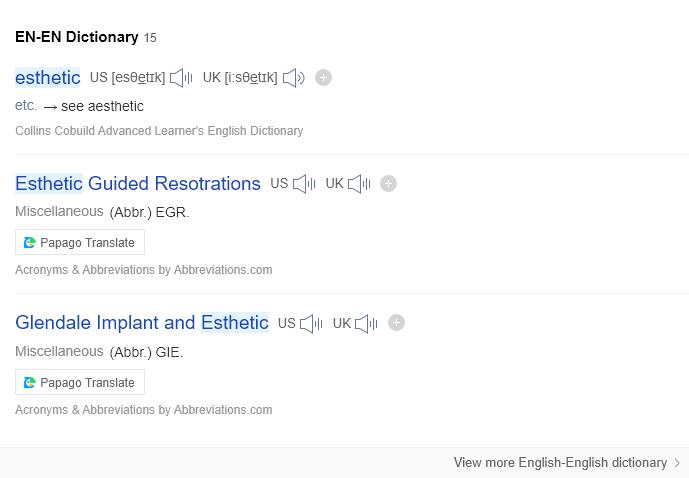 EN-EN Dictionary 15
esthetic US [esθetɪk] UK [i:sθetɪk]
etc. → see aesthetic
Collins Cobuild Advanced Learner's English Dictionary
Esthetic Guided Resotrations US UK
Miscellaneous (Abbr.) EGR.
Papago Translate
Acronyms & Abbreviations by Abbreviations.com
Glendale Implant and Esthetic US UK
Miscellaneous (Abbr.) GIE.
Papago Translate
Acronyms & Abbreviations by Abbreviations.com
View more English-English dictionary